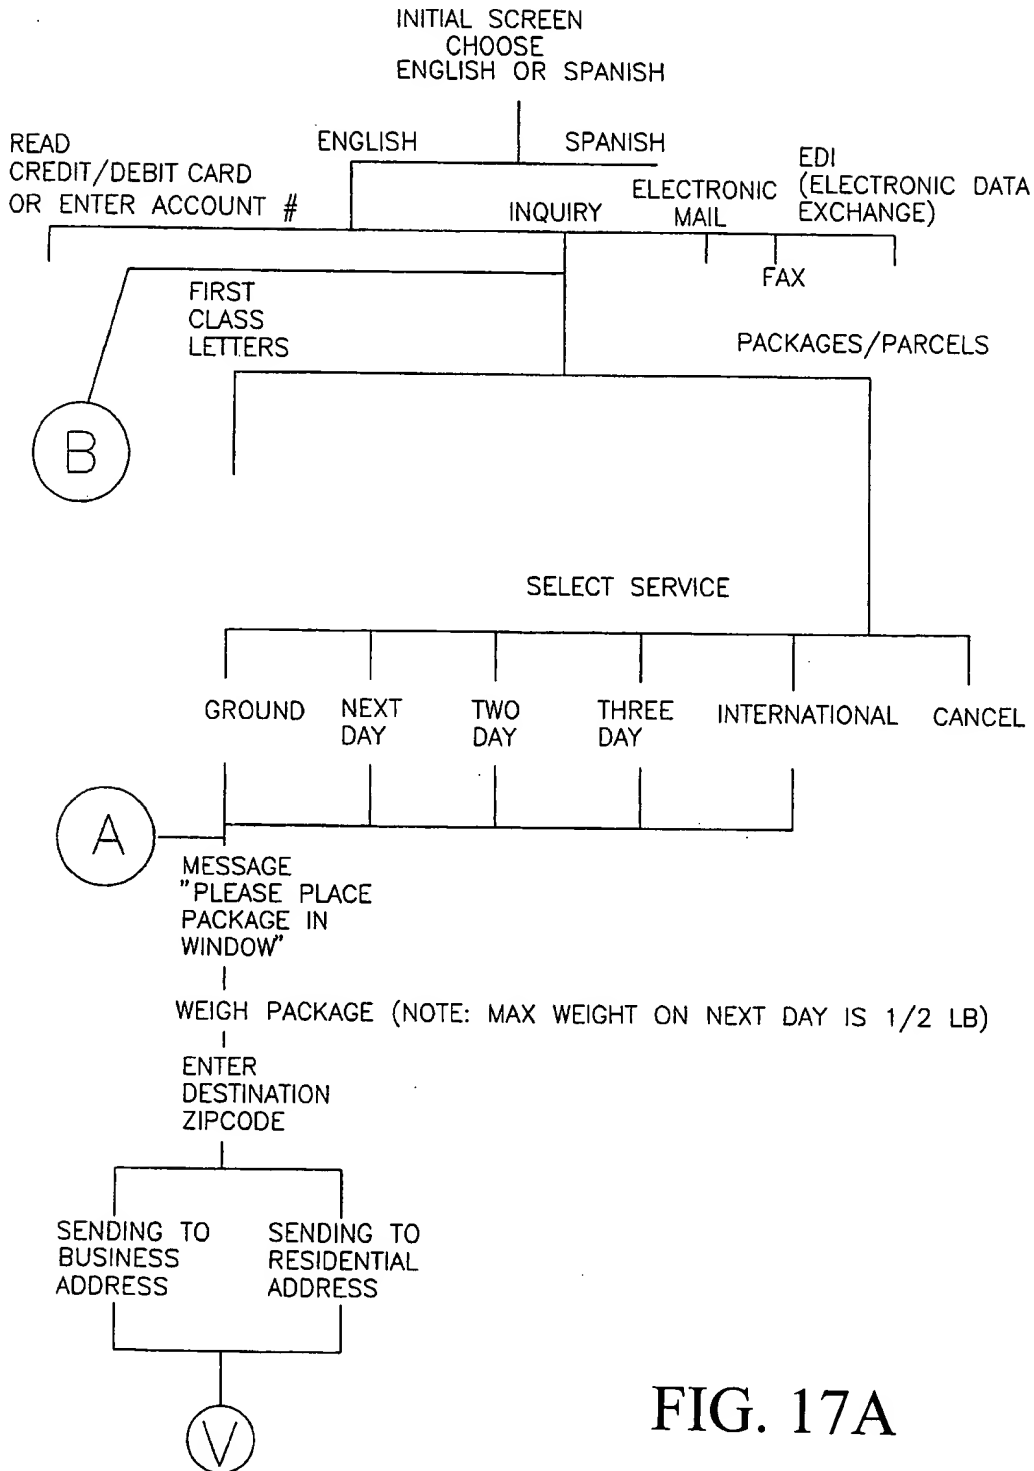 INITIAL SCREEN
CHOOSE
ENGLISH OR SPANISH
ENGLISH
SPANISH
READ
CREDIT/DEBIT CARD
OR ENTER ACCOUNT #
INQUIRY
ELECTRONIC
MAIL
EDI
(ELECTRONIC DATA
EXCHANGE)
FAX
FIRST
CLASS
LETTERS
PACKAGES/PARCELS
B
SELECT SERVICE
GROUND
NEXT
DAY
TWO
DAY
THREE
DAY
INTERNATIONAL
CANCEL
A
MESSAGE
"PLEASE PLACE
PACKAGE IN
WINDOW"
WEIGH PACKAGE (NOTE: MAX WEIGHT ON NEXT DAY IS 1/2 LB)
ENTER
DESTINATION
ZIPCODE
SENDING TO
BUSINESS
ADDRESS
SENDING TO
RESIDENTIAL
ADDRESS
V
FIG. 17A